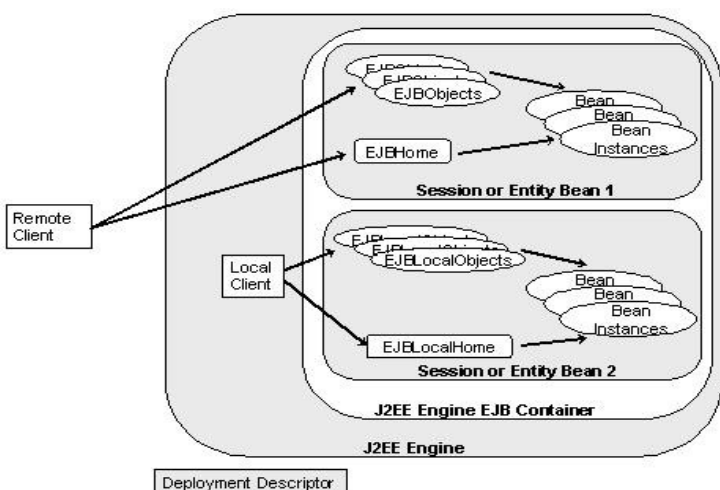 EJBObjects
EJBHome
Bean
Bean
Bean
Instances
Session or Entity Bean 1
Remote
Client
Local
Client
EJBLocalObjects
EJBLocalHome
Bean
Bean
Bean
Instances
Session or Entity Bean 2
J2EE Engine EJB Container
J2EE Engine
Deployment Descriptor